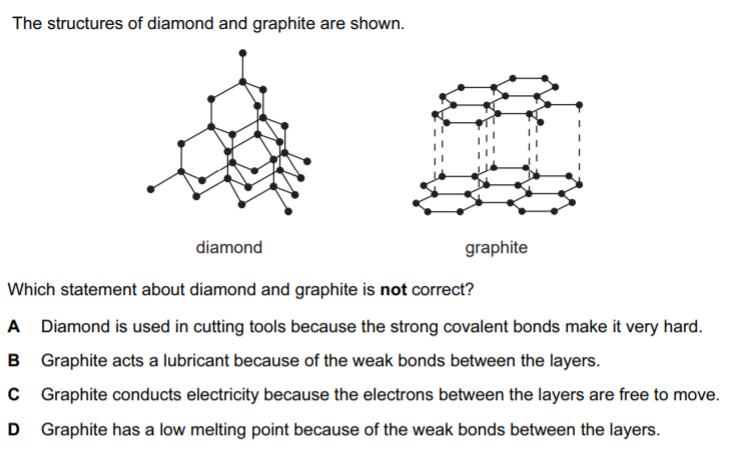 The structures of diamond and graphite are shown.
diamond graphite
Which statement about diamond and graphite is not correct?
A Diamond is used in cutting tools because the strong covalent bonds make it very hard.
B Graphite acts a lubricant because of the weak bonds between the layers.
C Graphite conducts electricity because the electrons between the layers are free to move.
D Graphite has a low melting point because of the weak bonds between the layers.